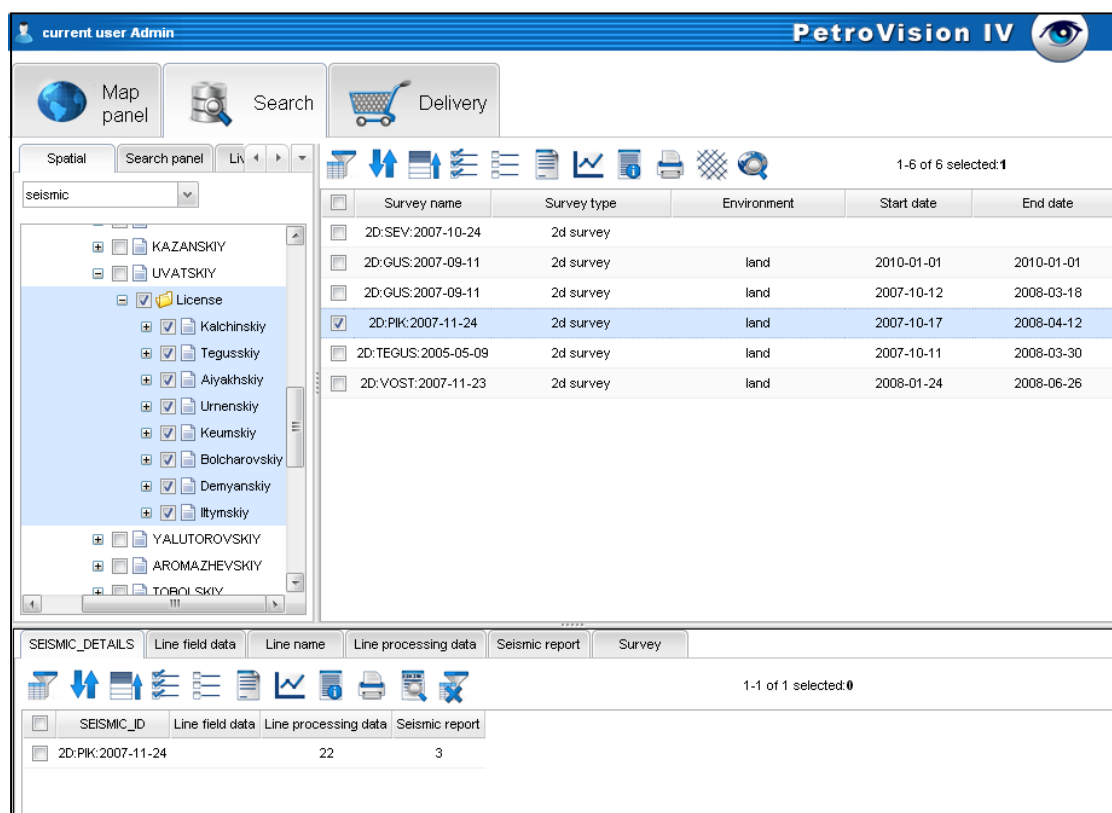 current user Admin
PetroVision IV
Map panel
Search
Delivery
Spatial
Search panel
Liv
1-6 of 6 selected:1
seismic
KAZANSKIY
UVATSKIY
License
Kalchinskiy
Tegusskiy
Aiyakhskiy
Urnenskiy
Keumskiy
Bolcharovskiy
Demyanskiy
Iltymskiy
YALUTOROVSKIY
AROMAZHEVSKIY
TOBOLSKIY
Survey name Survey type Environment Start date End date
2D:SEV:2007-10-24 2d survey
2D:GUS:2007-09-11 2d survey land 2010-01-01 2010-01-01
2D:GUS:2007-09-11 2d survey land 2007-10-12 2008-03-18
2D:PIK:2007-11-24 2d survey land 2007-10-17 2008-04-12
2D:TEGUS:2005-05-09 2d survey land 2007-10-11 2008-03-30
2D:VOST:2007-11-23 2d survey land 2008-01-24 2008-06-26
SEISMIC_DETAILS Line field data Line name Line processing data Seismic report Survey
1-1 of 1 selected:0
SEISMIC_ID Line field data Line processing data Seismic report
2D:PIK:2007-11-24 22 3